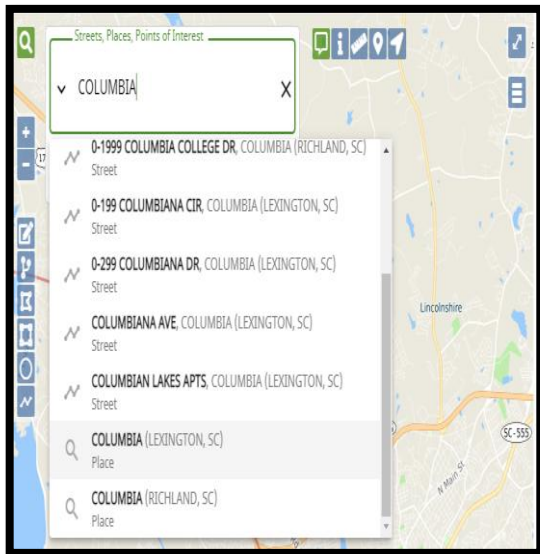 Streets, Places, Points of Interest
COLUMBIA
17
0-1999 COLUMBIA COLLEGE DR, COLUMBIA (RICHLAND, SC)
Street
0-199 COLUMBIANA CIR, COLUMBIA (LEXINGTON, SC)
Street
0-299 COLUMBIANA DR, COLUMBIA (LEXINGTON, SC)
Street
COLUMBIANA AVE, COLUMBIA (LEXINGTON, SC)
Street
COLUMBIAN LAKES APTS, COLUMBIA (LEXINGTON, SC)
Street
COLUMBIA (LEXINGTON, SC)
Place
COLUMBIA (RICHLAND, SC)
Place
Lincolnshire
SC-555
N Main St